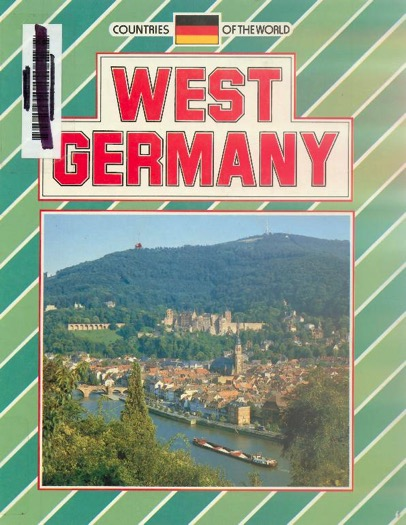 COUNTRIES OF THE WORLD
WEST
GERMANY